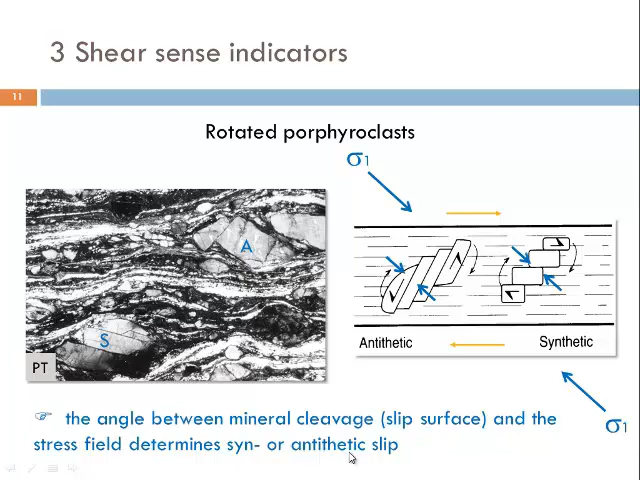 3 Shear sense indicators
11
Rotated porphyroclasts
σ1
A
S
PT
Antithetic
Synthetic
σ1
☞ the angle between mineral cleavage (slip surface) and the
stress field determines syn- or antithetic slip